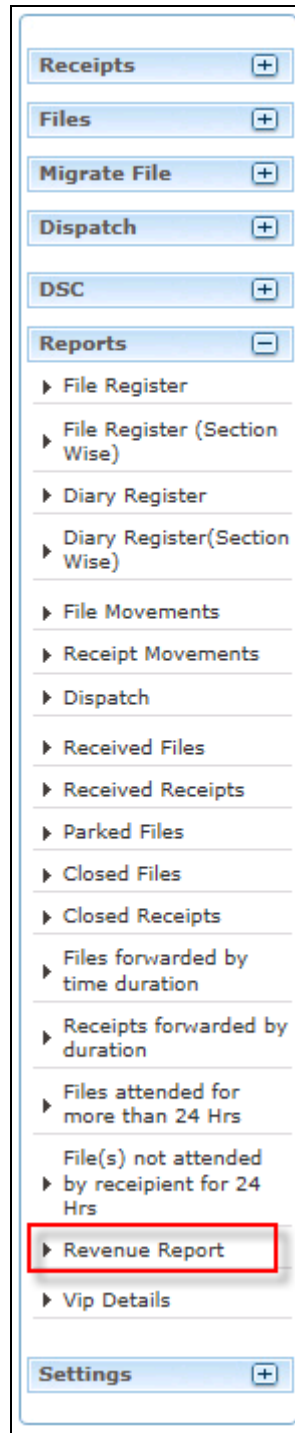 Receipts
Files
Migrate File
Dispatch
DSC
Reports
File Register
File Register (Section
Wise)
Diary Register
Diary Register(Section
Wise)
File Movements
Receipt Movements
Dispatch
Received Files
Received Receipts
Parked Files
Closed Files
Closed Receipts
Files forwarded by
time duration
Receipts forwarded by
duration
Files attended for
more than 24 Hrs
File(s) not attended
by receipient for 24
Hrs
Revenue Report
Vip Details
Settings